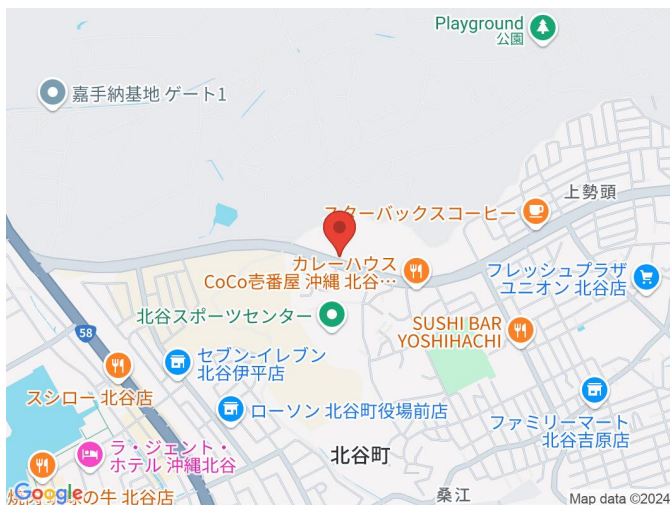 Playground
公園
嘉手納基地 ゲート1
上勢頭
スターバックスコーヒー
カレーハウス
CoCo壱番屋 沖縄 北谷…
フレッシュプラザ
ユニオン 北谷店
北谷スポーツセンター
58
SUSHI BAR
YOSHIHACHI
セブン-イレブン
北谷伊平店
スシロー 北谷店
ローソン 北谷町役場前店
ファミリーマート
北谷吉原店
ラ・ジェント・
ホテル 沖縄北谷
北谷町
桑江
の牛 北谷店
Google
Map data ©2024